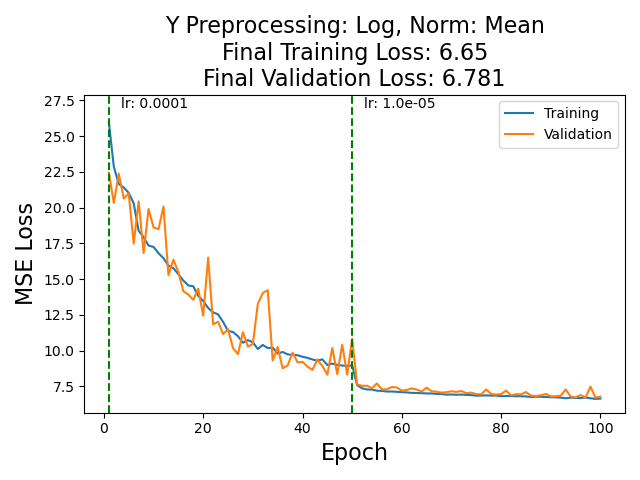 Y Preprocessing: Log, Norm: Mean
Final Training Loss: 6.65
Final Validation Loss: 6.781
27.5
25.0
22.5
20.0
17.5
15.0
12.5
10.0
7.5
MSE Loss
lr: 0.0001
lr: 1.0e-05
Training
Validation
0
20
40
60
80
100
Epoch